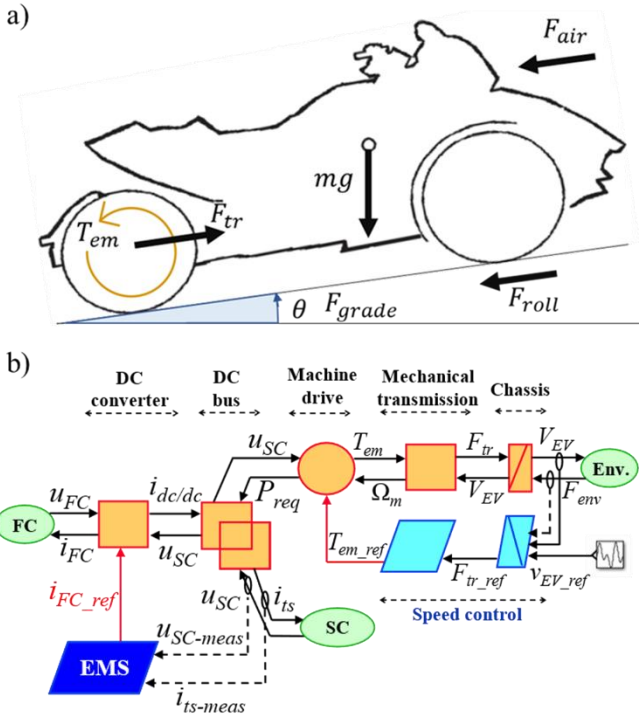 a)
F_air
mg
T_em
F̄_tr
F_roll
θ F_grade
b)
DC converter
DC bus
Machine drive
Mechanical transmission
Chassis
u_SC
T_em
F_tr
V_EV
Env.
P_req
Ω_m
V_EV
F_env
u_FC
i_dc/dc
FC
i_FC
u_SC
T_em_ref
F_tr_ref
v_EV_ref
i_FC_ref
u_SC
i_ts
SC
Speed control
u_SC-meas
EMS
i_ts-meas